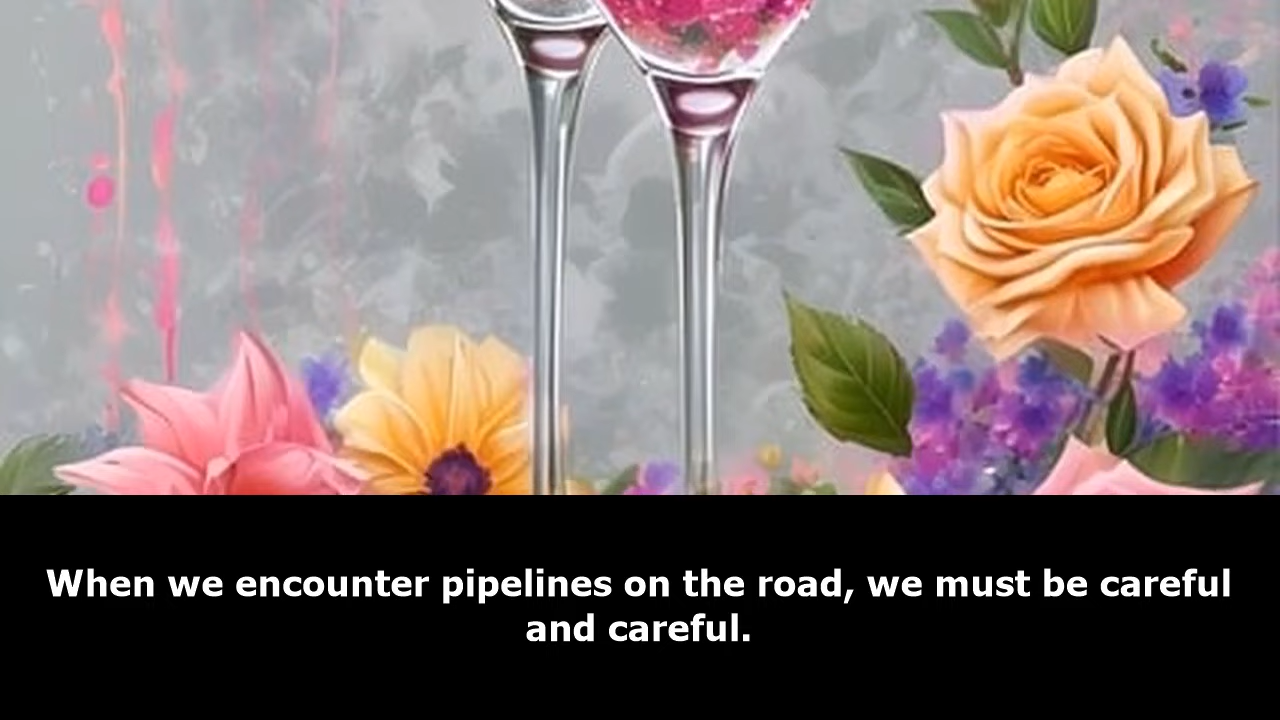 When we encounter pipelines on the road, we must be careful
and careful.